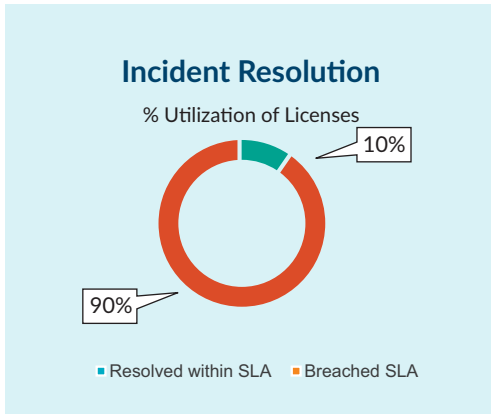 Incident Resolution
% Utilization of Licenses
10%
90%
Resolved within SLA Breached SLA